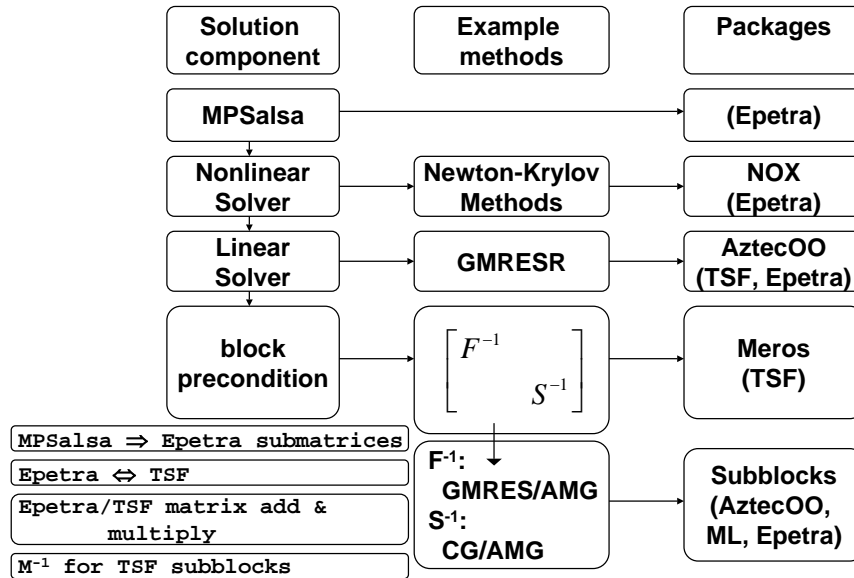 Solution
component
Example
methods
Packages
MPSalsa
(Epetra)
Nonlinear
Solver
Newton-Krylov
Methods
NOX
(Epetra)
Linear
Solver
GMRESR
AztecOO
(TSF, Epetra)
block
precondition
F⁻¹
S⁻¹
Meros
(TSF)
MPSalsa ⇒ Epetra submatrices
Epetra ⇔ TSF
Epetra/TSF matrix add &
multiply
M⁻¹ for TSF subblocks
F⁻¹:
GMRES/AMG
S⁻¹:
CG/AMG
Subblocks
(AztecOO,
ML, Epetra)